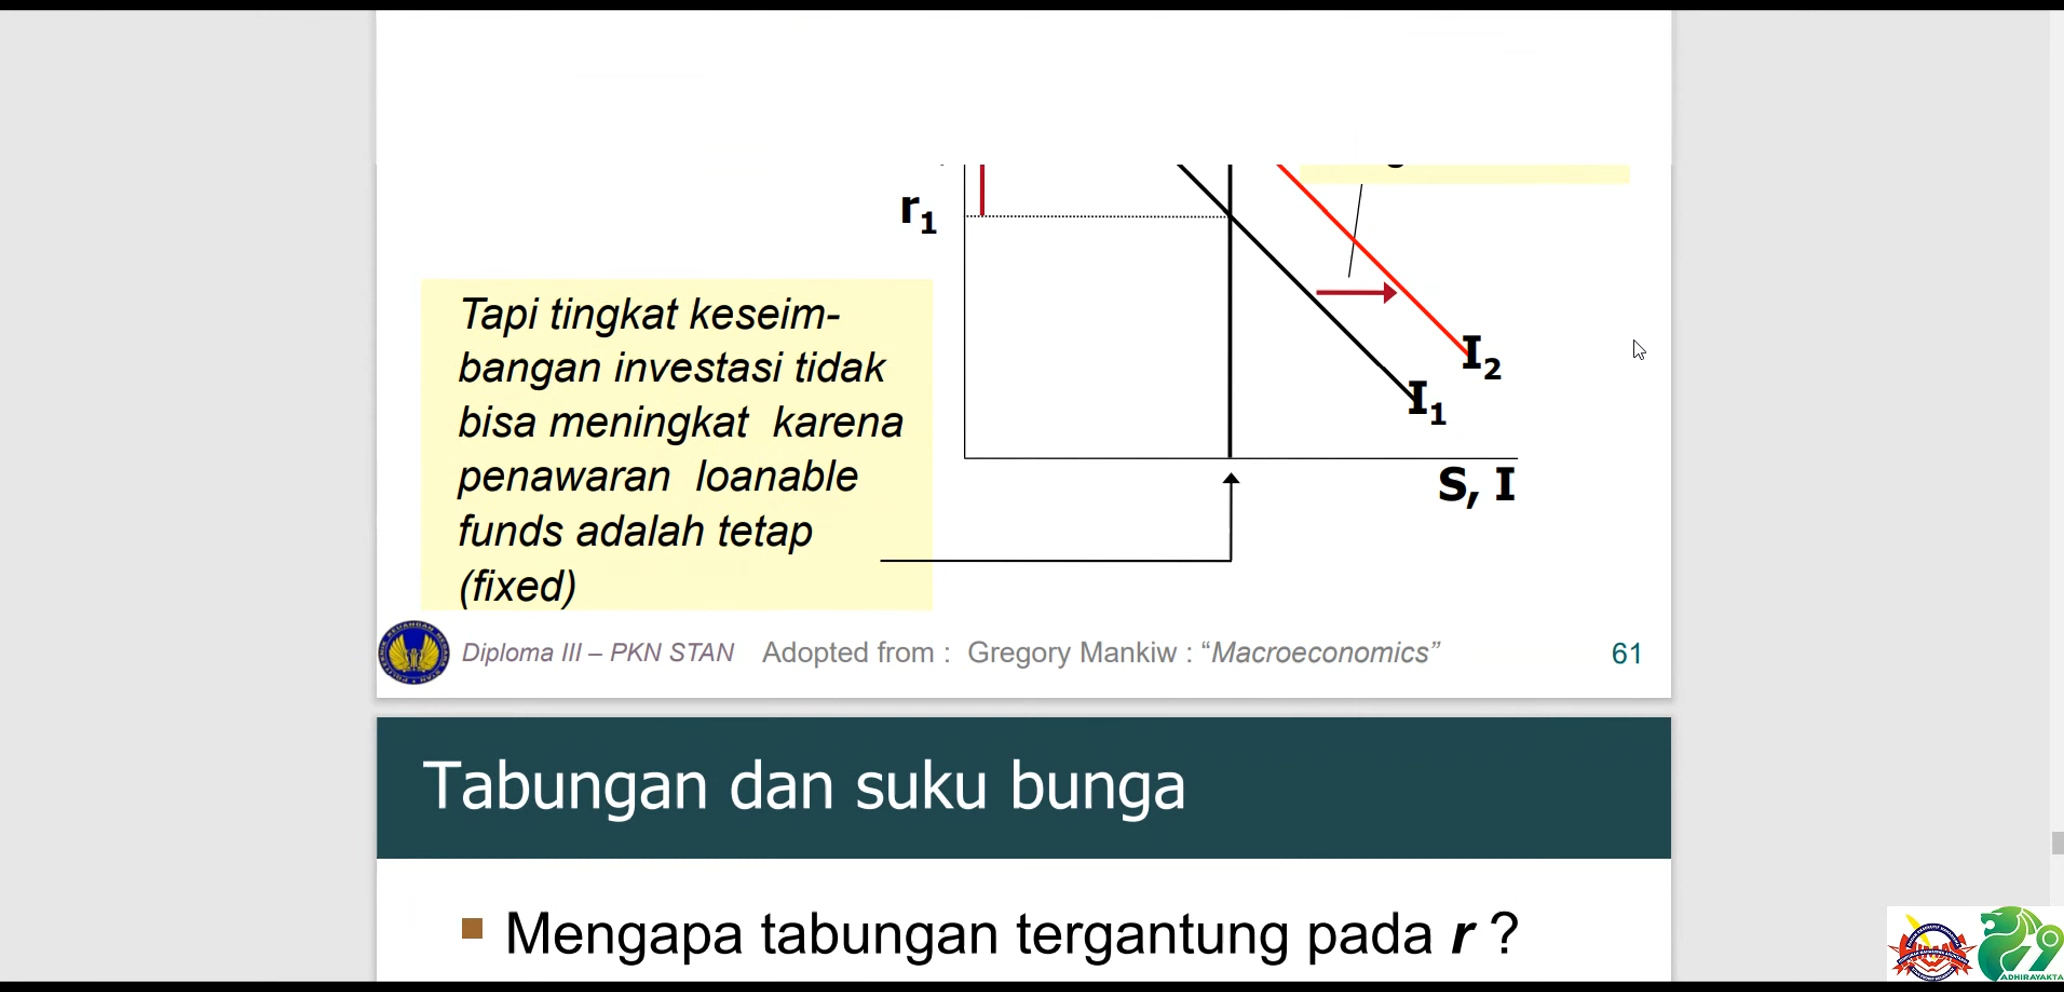 r1
Tapi tingkat keseim-
bangan investasi tidak
bisa meningkat karena
penawaran loanable
funds adalah tetap
(fixed)
I2
I1
S, I
Diploma III – PKN STAN Adopted from : Gregory Mankiw : “Macroeconomics” 61
Tabungan dan suku bunga
Mengapa tabungan tergantung pada r ?
ADHIRAYAKTA